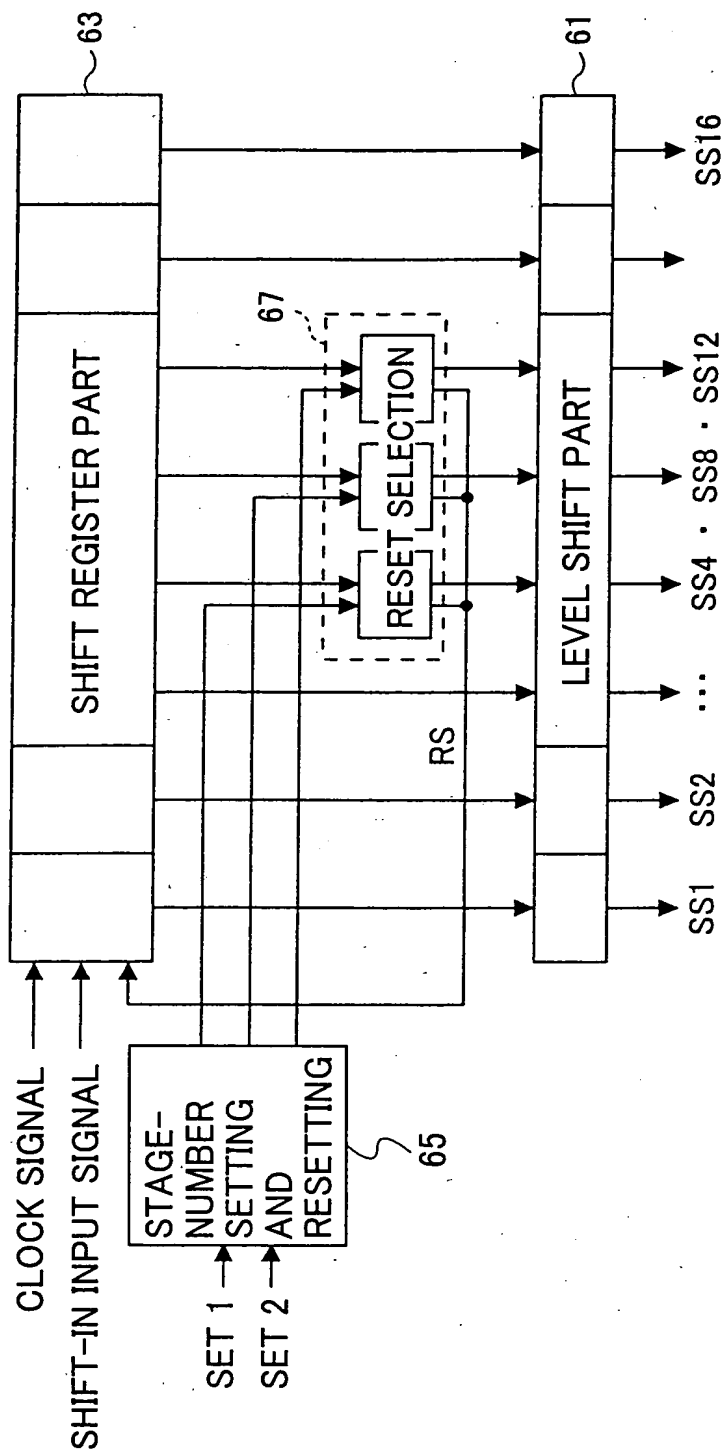 CLOCK SIGNAL
SHIFT-IN INPUT SIGNAL
63
SHIFT REGISTER PART
STAGE-
NUMBER
SETTING
AND
RESETTING
65
SET 1
SET 2
67
RESET SELECTION
RS
61
LEVEL SHIFT PART
SS1 SS2 ... SS4 · SS8 · SS12 SS16